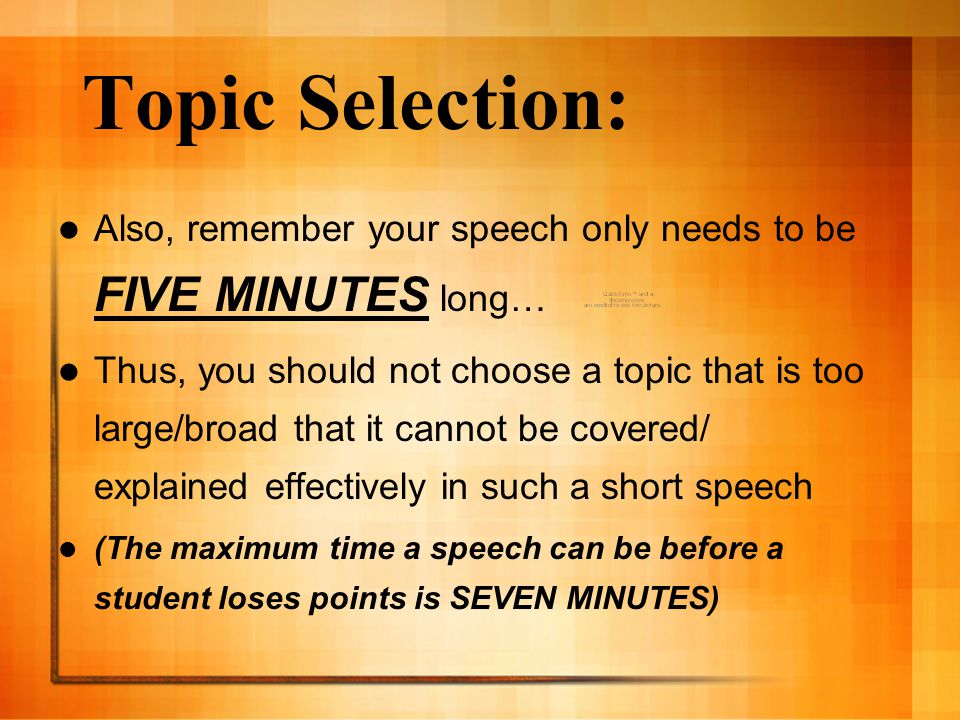 Topic Selection:
● Also, remember your speech only needs to be
FIVE MINUTES long…
QuickTime™ and a
decompressor
are needed to see this picture.
● Thus, you should not choose a topic that is too
large/broad that it cannot be covered/
explained effectively in such a short speech
● (The maximum time a speech can be before a
student loses points is SEVEN MINUTES)